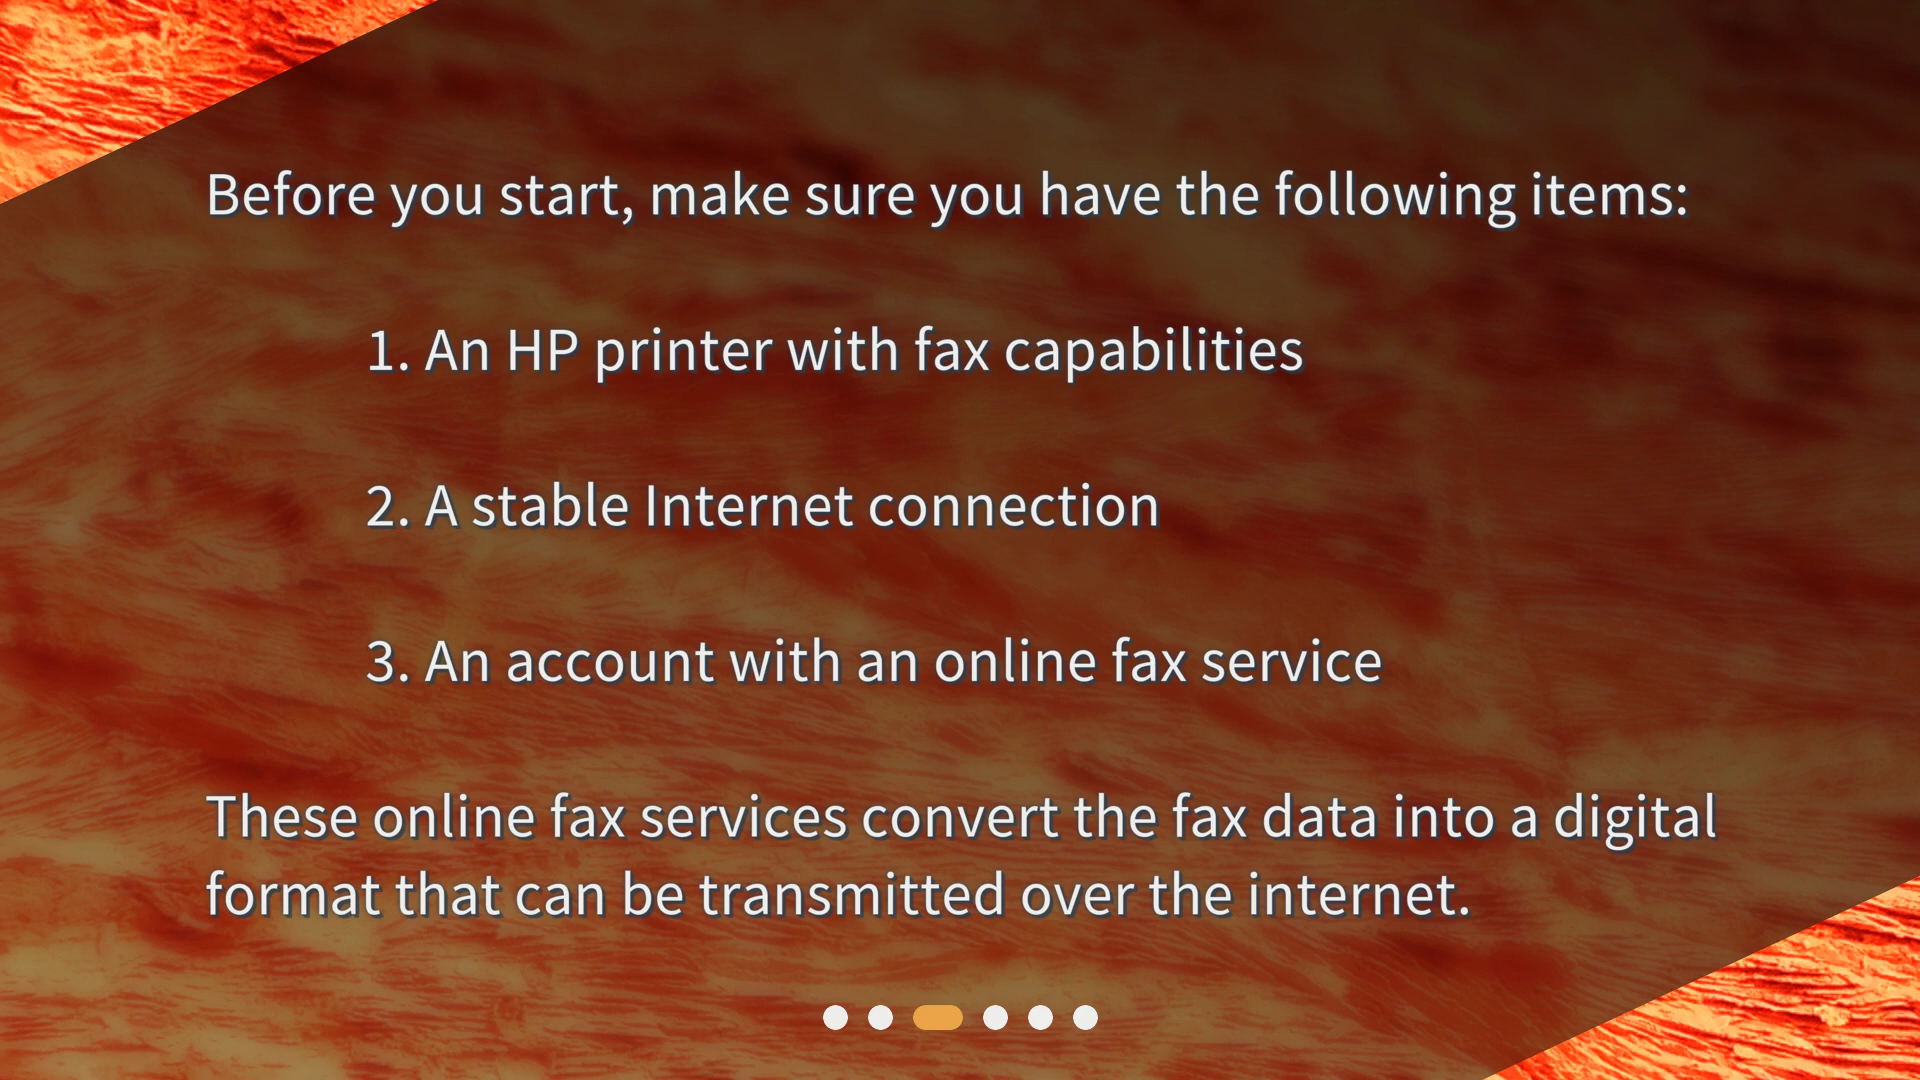 Before you start, make sure you have the following items:
1. An HP printer with fax capabilities
2. A stable Internet connection
3. An account with an online fax service
These online fax services convert the fax data into a digital
format that can be transmitted over the internet.